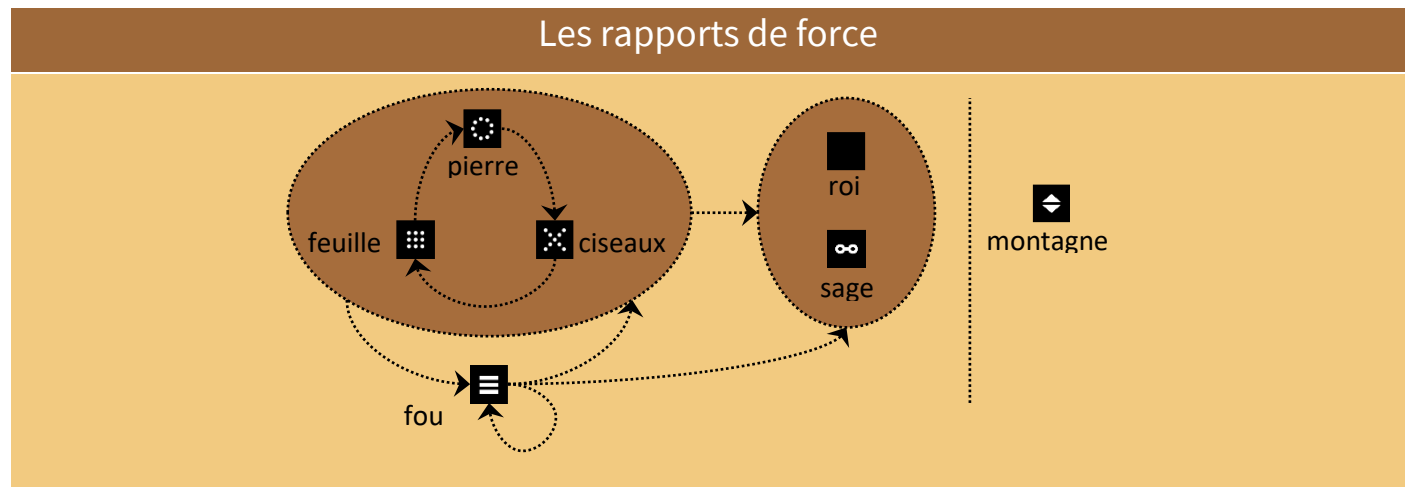 Les rapports de force
pierre
feuille
ciseaux
fou
roi
sage
montagne